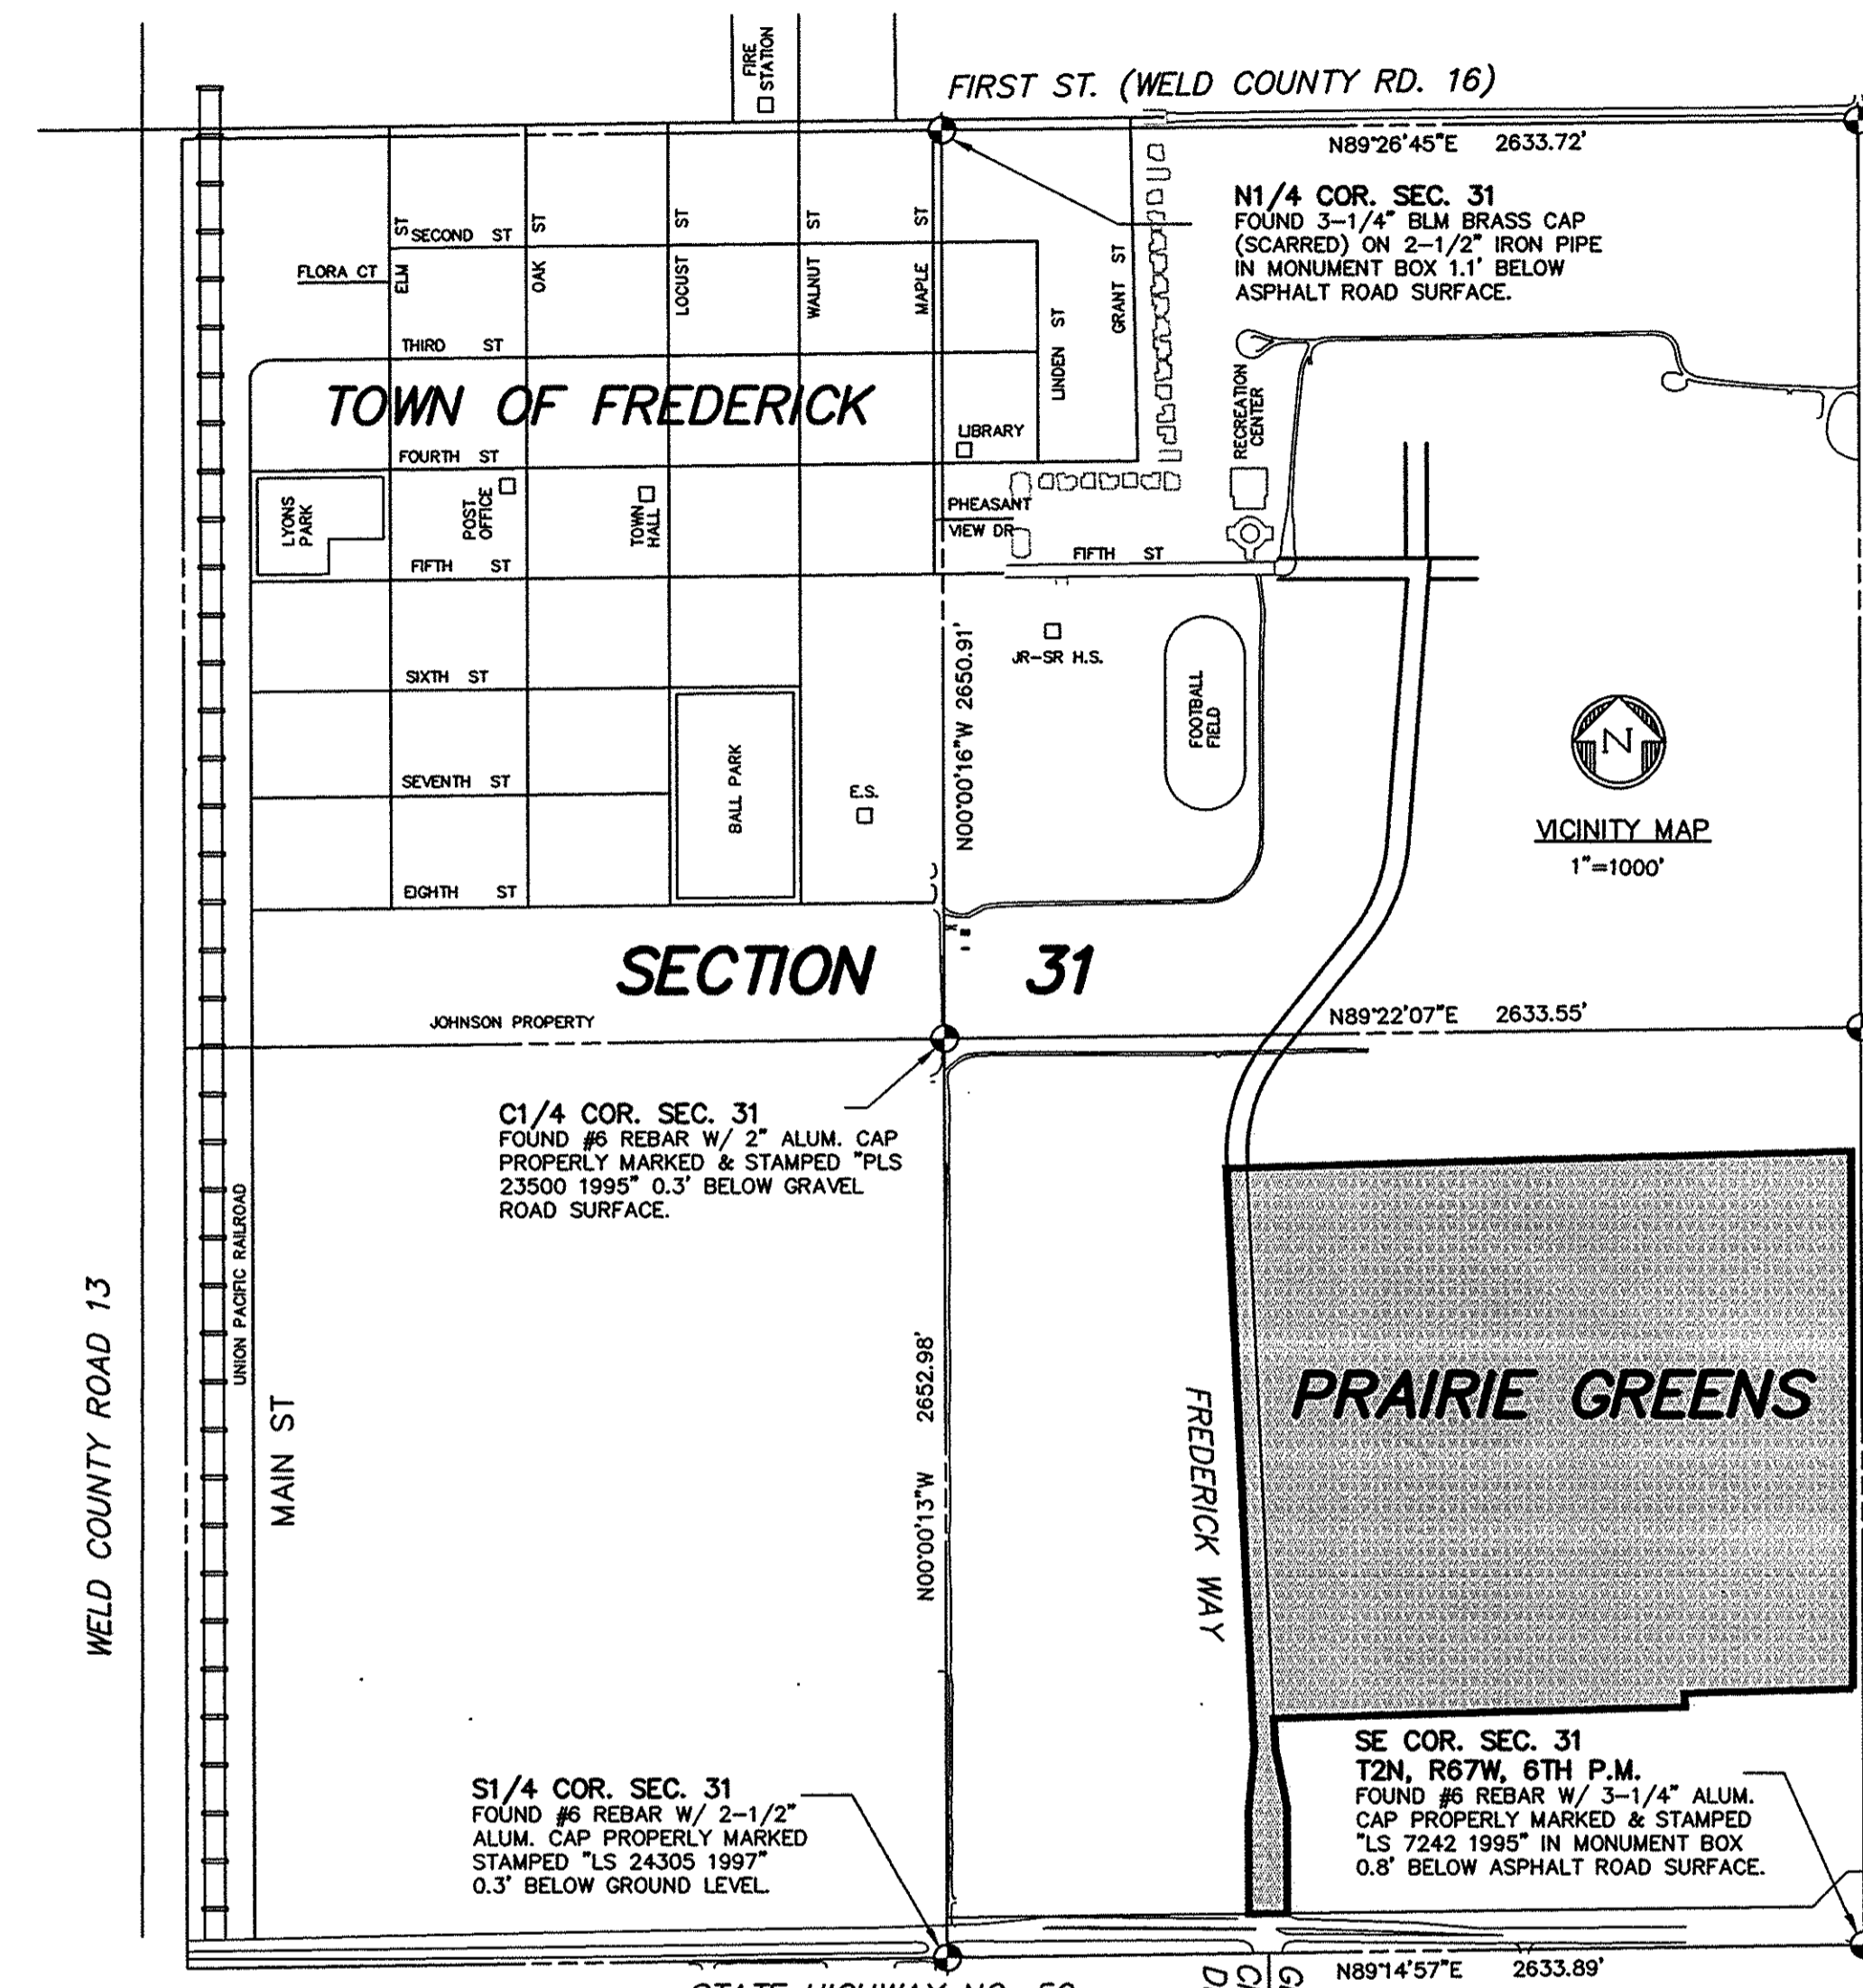 FIRE
STATION
FIRST ST. (WELD COUNTY RD. 16)
N89°26'45"E 2633.72'
N1/4 COR. SEC. 31
FOUND 3-1/4" BLM BRASS CAP
(SCARRED) ON 2-1/2" IRON PIPE
IN MONUMENT BOX 1.1' BELOW
ASPHALT ROAD SURFACE.
SECOND ST
FLORA CT
ELM ST
OAK ST
LOCUST ST
WALNUT ST
MAPLE ST
LINDEN ST
GRANT ST
THIRD ST
TOWN OF FREDERICK
LIBRARY
RECREATION
CENTER
FOURTH ST
LYONS
PARK
POST
OFFICE
TOWN
HALL
PHEASANT
VIEW DR
FIFTH ST
FIFTH ST
JR-SR H.S.
FOOTBALL
FIELD
N00°00'16"W 2650.91'
SIXTH ST
SEVENTH ST
BALL PARK
E.S.
EIGHTH ST
N
VICINITY MAP
1"=1000'
SECTION 31
JOHNSON PROPERTY
N89°22'07"E 2633.55'
C1/4 COR. SEC. 31
FOUND #6 REBAR W/ 2" ALUM. CAP
PROPERLY MARKED & STAMPED "PLS
23500 1995" 0.3' BELOW GRAVEL
ROAD SURFACE.
UNION PACIFIC RAILROAD
WELD COUNTY ROAD 13
MAIN ST
N00°00'13"W 2652.98'
FREDERICK WAY
PRAIRIE GREENS
S1/4 COR. SEC. 31
FOUND #6 REBAR W/ 2-1/2"
ALUM. CAP PROPERLY MARKED
STAMPED "LS 24305 1997"
0.3' BELOW GROUND LEVEL.
SE COR. SEC. 31
T2N, R67W, 6TH P.M.
FOUND #6 REBAR W/ 3-1/4" ALUM.
CAP PROPERLY MARKED & STAMPED
"LS 7242 1995" IN MONUMENT BOX
0.8' BELOW ASPHALT ROAD SURFACE.
N89°14'57"E 2633.89'
STATE HIGHWAY NO.